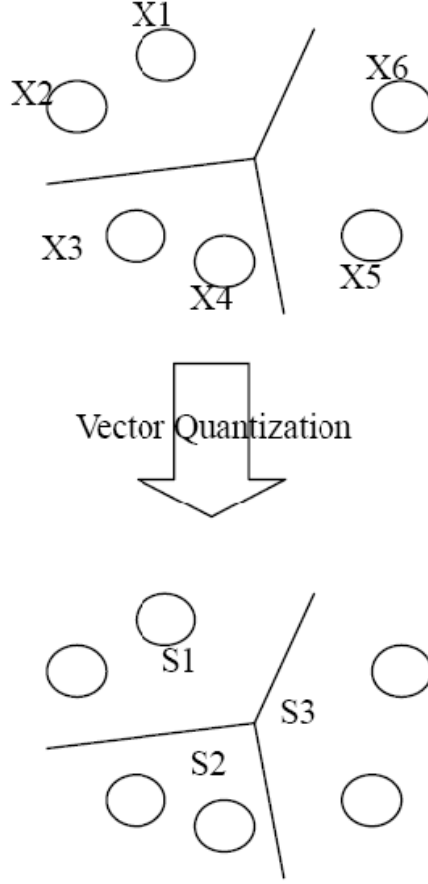 X1
X2
X6
X3
X4
X5
Vector Quantization
S1
S3
S2